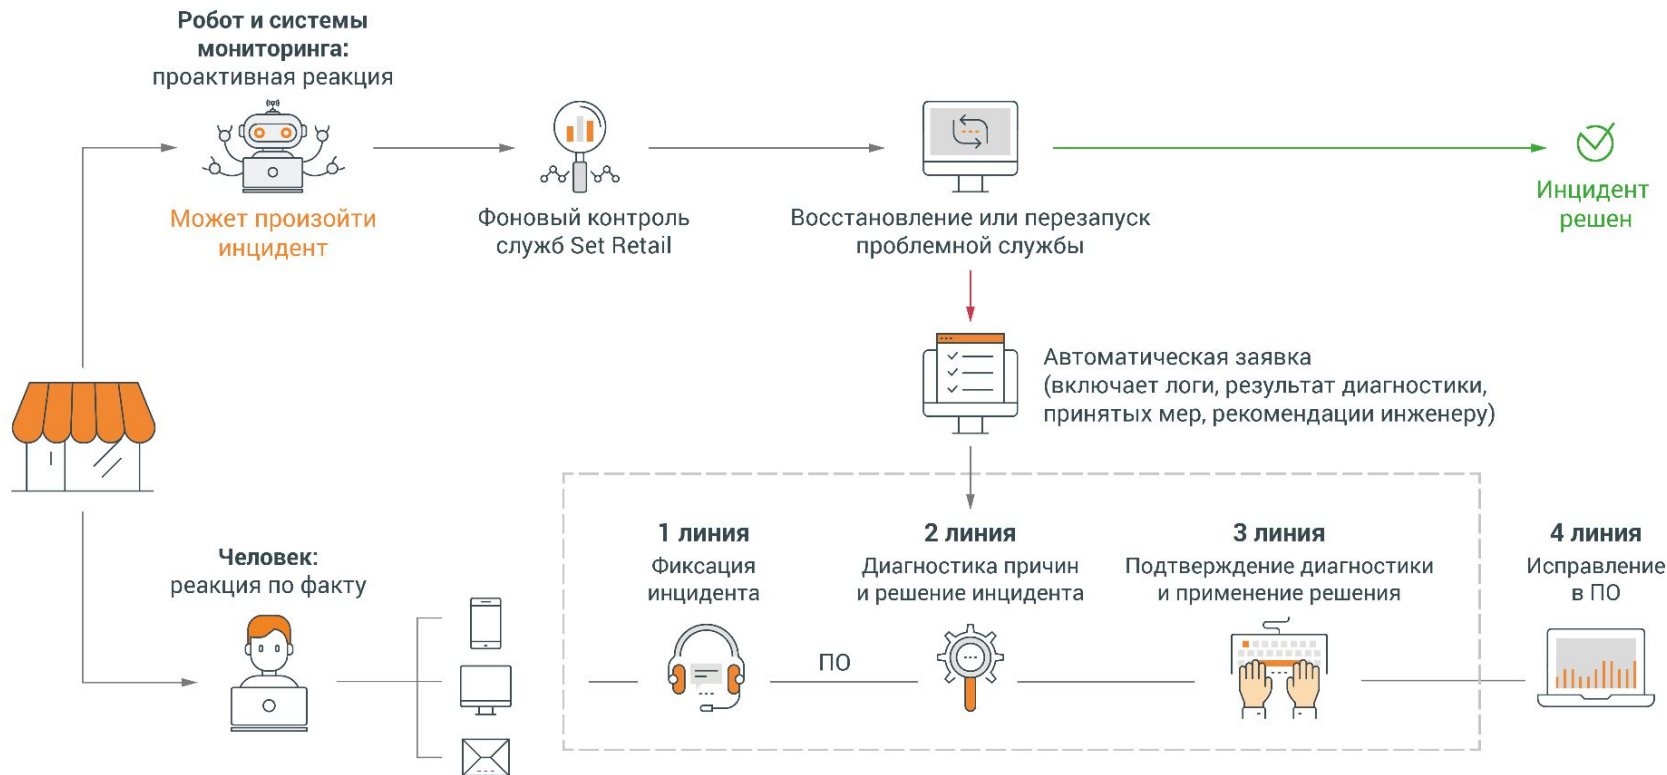 Робот и системы
мониторинга:
проактивная реакция
Может произойти
инцидент
Фоновый контроль
служб Set Retail
Восстановление или перезапуск
проблемной службы
Инцидент
решен
Автоматическая заявка
(включает логи, результат диагностики,
принятых мер, рекомендации инженеру)
Человек:
реакция по факту
1 линия
Фиксация
инцидента
ПО
2 линия
Диагностика причин
и решение инцидента
3 линия
Подтверждение диагностики
и применение решения
4 линия
Исправление
в ПО